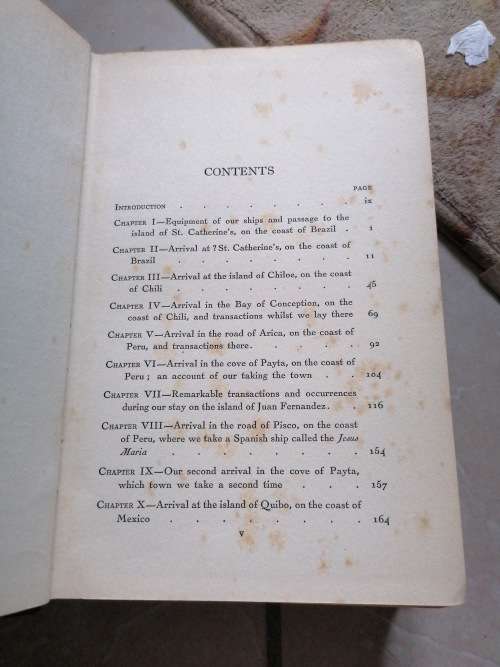 CONTENTS
PAGE
INTRODUCTION . . . . . . . ix
CHAPTER I—Equipment of our ships and passage to the
island of St. Catherine's, on the coast of Brazil . 1
CHAPTER II—Arrival at ?St. Catherine's, on the coast of
Brazil . . . . . . . . 11
CHAPTER III—Arrival at the island of Chiloe, on the coast
of Chili . . . . . . . 45
CHAPTER IV—Arrival in the Bay of Conception, on the
coast of Chili, and transactions whilst we lay there 69
CHAPTER V—Arrival in the road of Arica, on the coast of
Peru, and transactions there. . . . . 92
CHAPTER VI—Arrival in the cove of Payta, on the coast of
Peru ; an account of our taking the town . . . 104
CHAPTER VII—Remarkable transactions and occurrences
during our stay on the island of Juan Fernandez. . 116
CHAPTER VIII—Arrival in the road of Pisco, on the coast
of Peru, where we take a Spanish ship called the Jesus
Maria . . . . . . . . 154
CHAPTER IX—Our second arrival in the cove of Payta,
which town we take a second time . . . 157
CHAPTER X—Arrival at the island of Quibo, on the coast of
Mexico . . . . . . . . 164
v